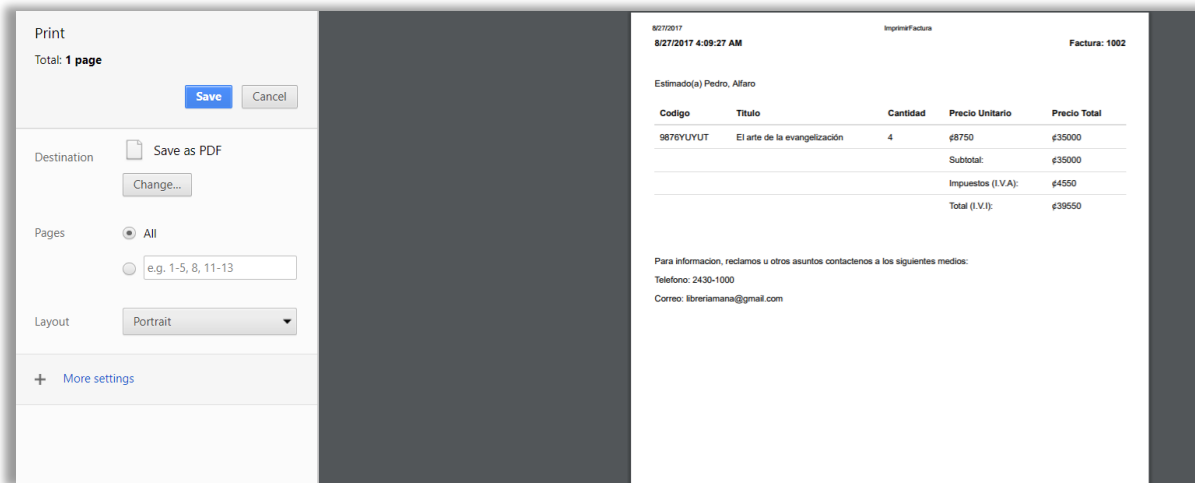 Print
Total: 1 page
Save Cancel
Destination Save as PDF
Change...
Pages All
e.g. 1-5, 8, 11-13
Layout Portrait
+ More settings
8/27/2017 ImprimirFactura
8/27/2017 4:09:27 AM Factura: 1002
Estimado(a) Pedro, Alfaro
Codigo Titulo Cantidad Precio Unitario Precio Total
9876YUYUT El arte de la evangelización 4 ¢8750 ¢35000
Subtotal: ¢35000
Impuestos (I.V.A): ¢4550
Total (I.V.I): ¢39550
Para informacion, reclamos u otros asuntos contactenos a los siguientes medios:
Telefono: 2430-1000
Correo: libreriamana@gmail.com